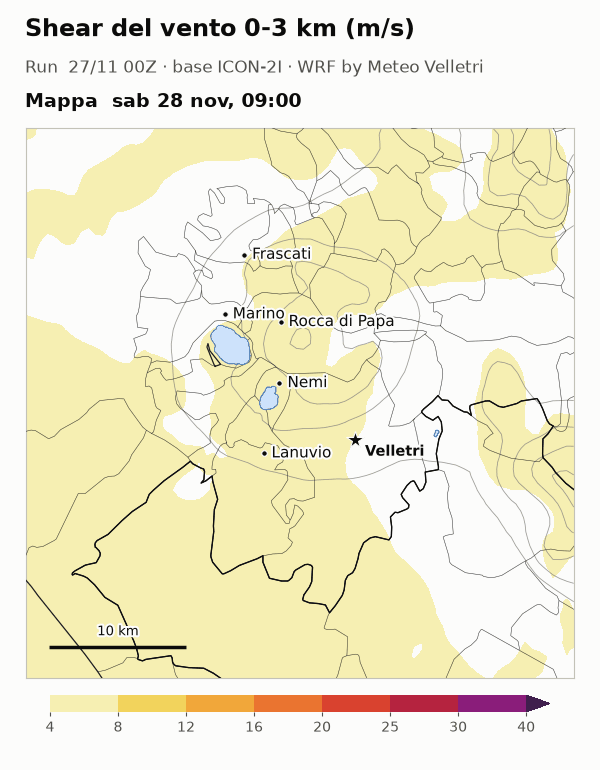 Shear del vento 0-3 km (m/s)
Run  27/11 00Z · base ICON-2I · WRF by Meteo Velletri
Mappa  sab 28 nov, 09:00
Frascati
Marino
Rocca di Papa
Nemi
Velletri
Lanuvio
10 km
4 8 12 16 20 25 30 40